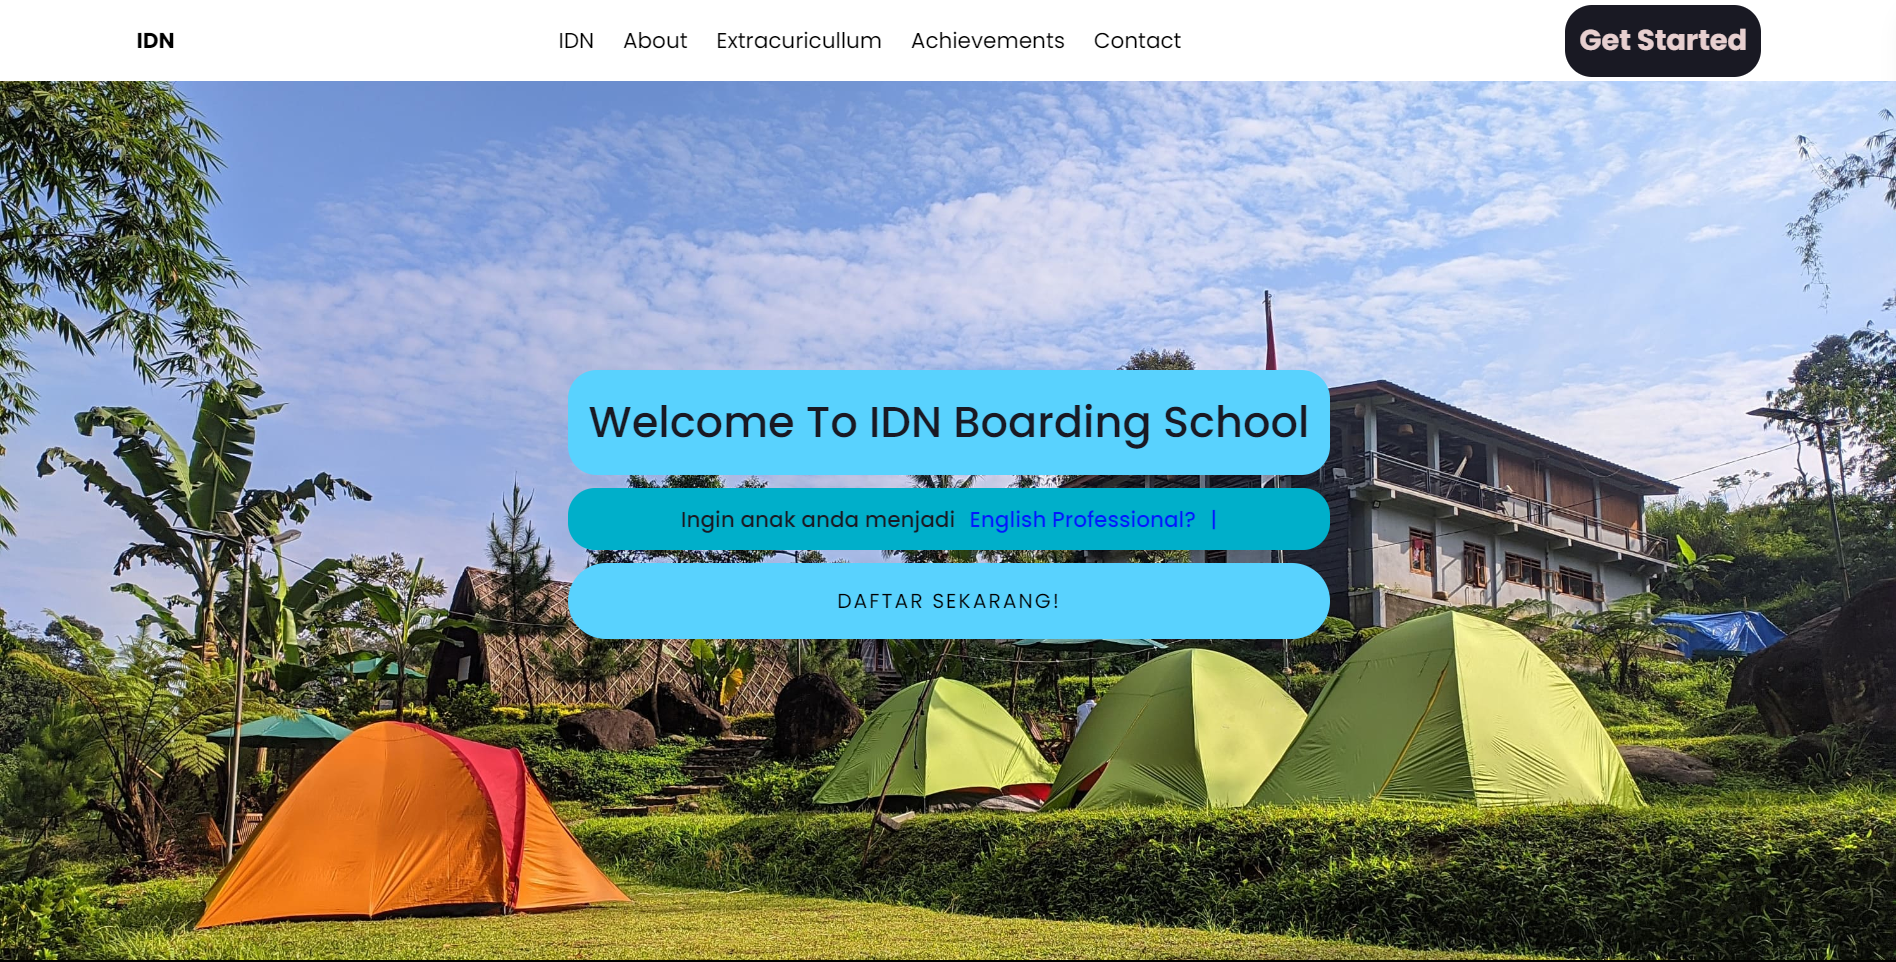 IDN
IDN About Extracuricullum Achievements Contact
Get Started
Welcome To IDN Boarding School
Ingin anak anda menjadi English Professional? |
DAFTAR SEKARANG!